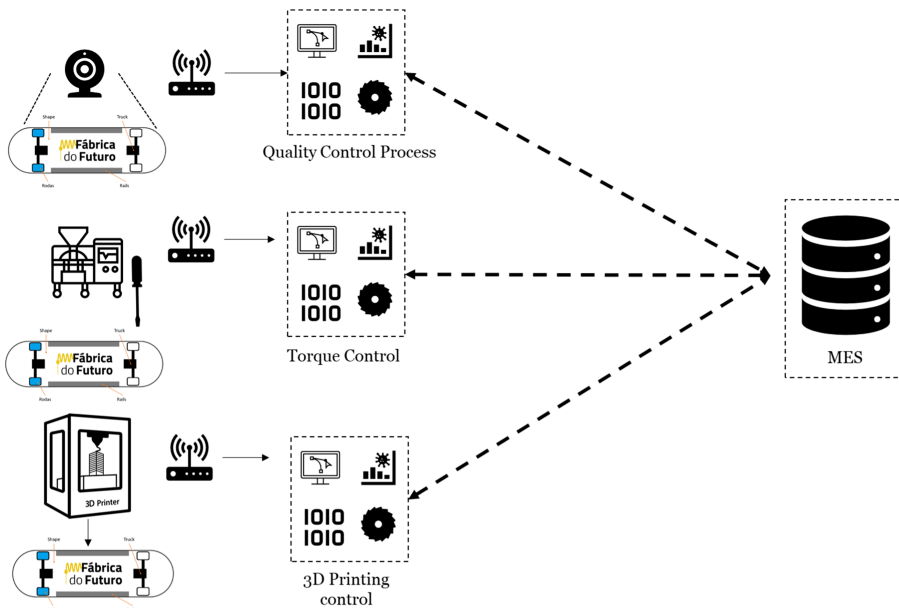 Shape
Truck
Fábrica
do Futuro
Rodas
Rails
1010
1010
Quality Control Process
Shape
Truck
Fábrica
do Futuro
Rodas
Rails
1010
1010
Torque Control
MES
3D Printer
Shape
Truck
Fábrica
do Futuro
1010
1010
3D Printing
control